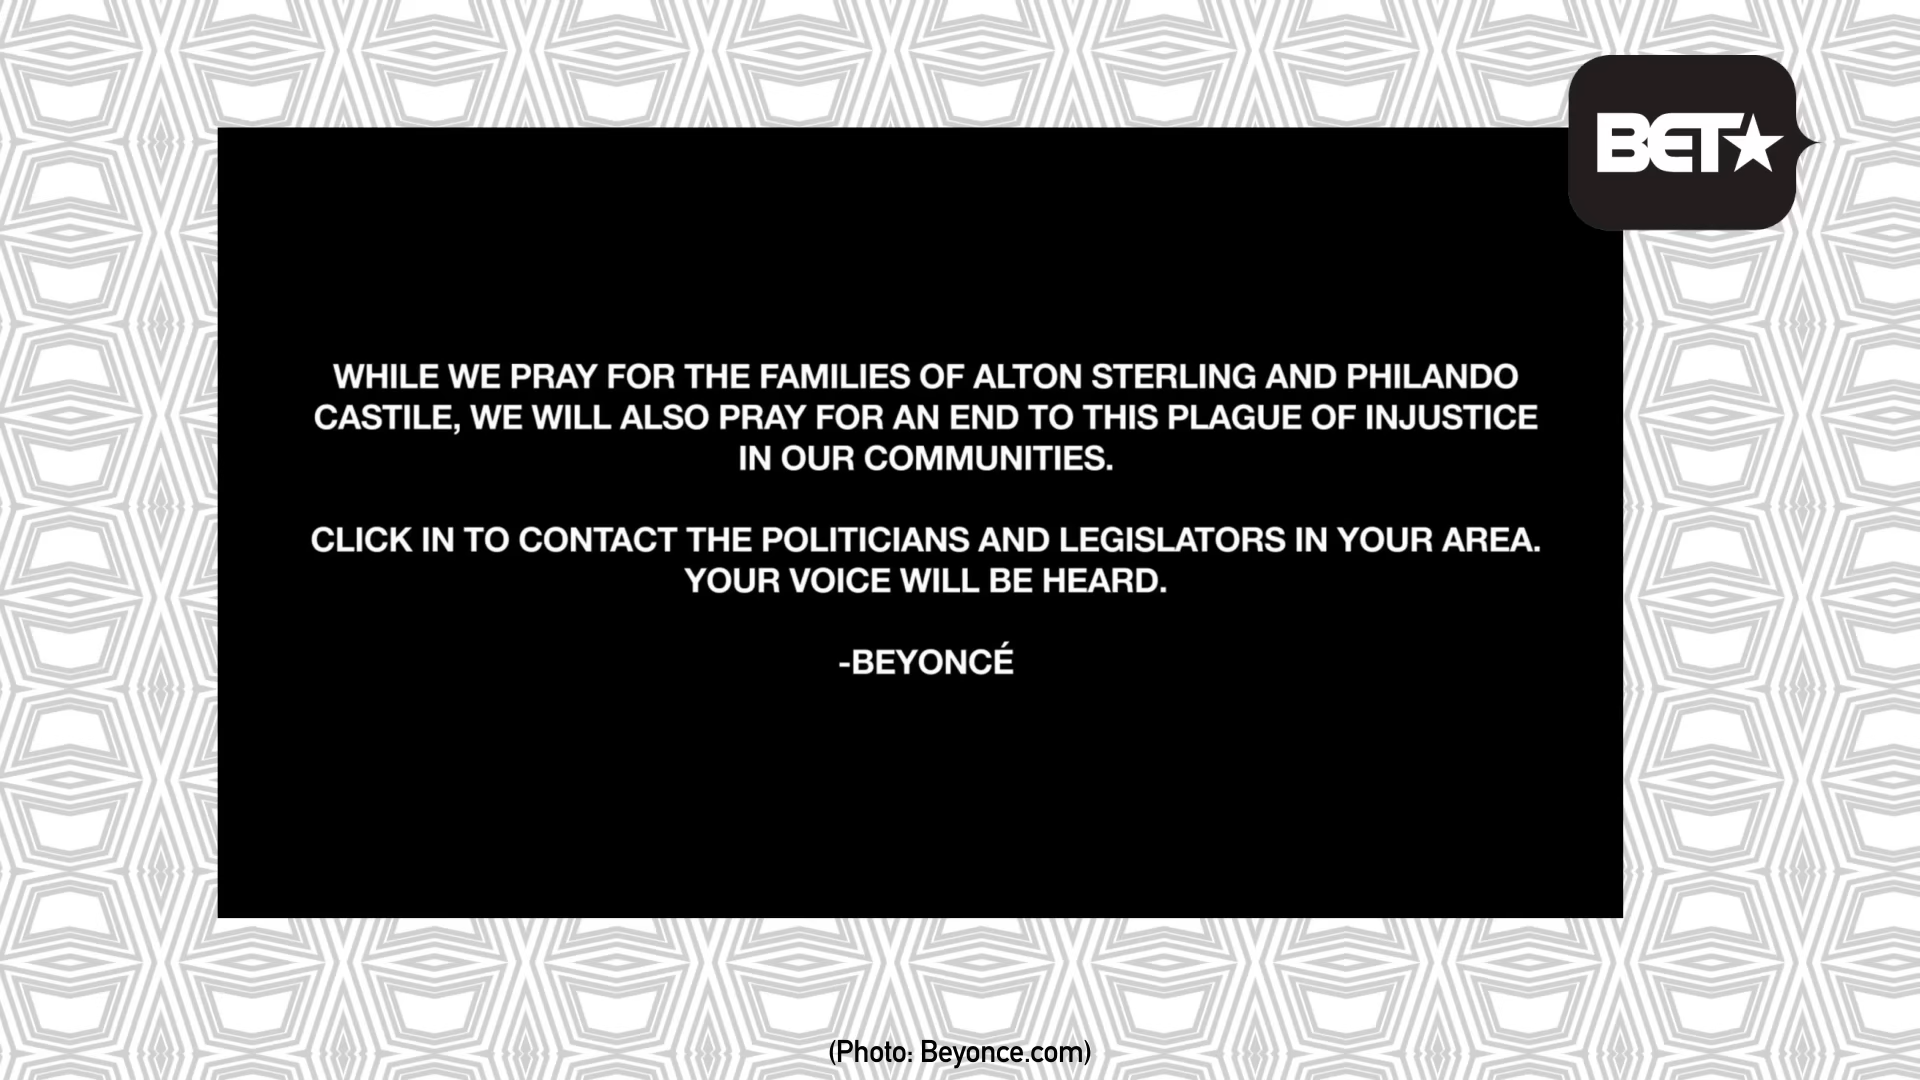 BET
WHILE WE PRAY FOR THE FAMILIES OF ALTON STERLING AND PHILANDO
CASTILE, WE WILL ALSO PRAY FOR AN END TO THIS PLAGUE OF INJUSTICE
IN OUR COMMUNITIES.
CLICK IN TO CONTACT THE POLITICIANS AND LEGISLATORS IN YOUR AREA.
YOUR VOICE WILL BE HEARD.
-BEYONCÉ
(Photo: Beyonce.com)